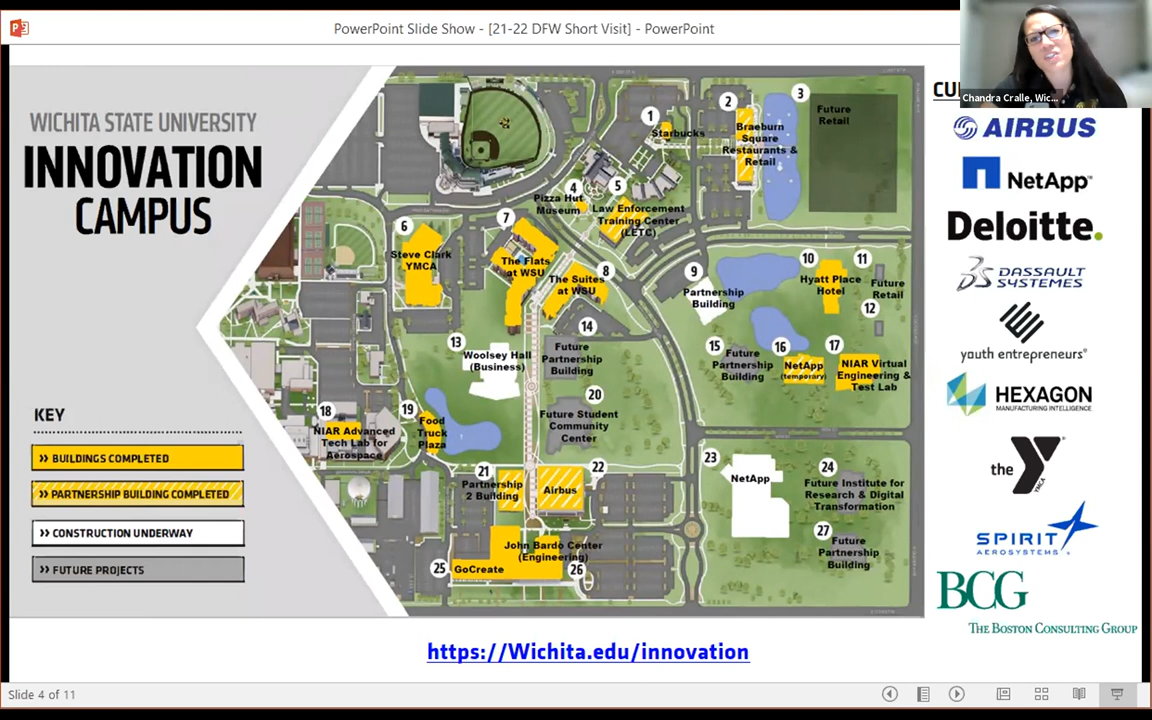 PowerPoint Slide Show - [21-22 DFW Short Visit] - PowerPoint
Chandra Cralle, Wic...
WICHITA STATE UNIVERSITY
INNOVATION
CAMPUS
KEY
>> BUILDINGS COMPLETED
>> PARTNERSHIP BUILDING COMPLETED
>> CONSTRUCTION UNDERWAY
>> FUTURE PROJECTS
1
Starbucks
2
Braeburn
Square
Restaurants &
Retail
3
Future
Retail
4
Pizza Hut
Museum
5
Law Enforcement
Training Center
(LETC)
6
Steve Clark
YMCA
7
The Flats
at WSU
8
The Suites
at WSU
9
Partnership
Building
10
Hyatt Place
Hotel
11
Future
Retail
12
13
Woolsey Hall
(Business)
14
Future
Partnership
Building
15
Future
Partnership
Building
16
NetApp
(temporary)
17
NIAR Virtual
Engineering &
Test Lab
18
NIAR Advanced
Tech Lab for
Aerospace
19
Food
Truck
Plaza
20
Future Student
Community
Center
21
Partnership
2 Building
22
Airbus
23
NetApp
24
Future Institute for
Research & Digital
Transformation
25
GoCreate
26
John Bardo Center
(Engineering)
27
Future
Partnership
Building
AIRBUS
NetApp™
Deloitte.
DASSAULT
SYSTEMES
youth entrepreneurs®
HEXAGON
MANUFACTURING INTELLIGENCE
the Y
YMCA
SPIRIT
AEROSYSTEMS
BCG
THE BOSTON CONSULTING GROUP
https://Wichita.edu/innovation
Slide 4 of 11